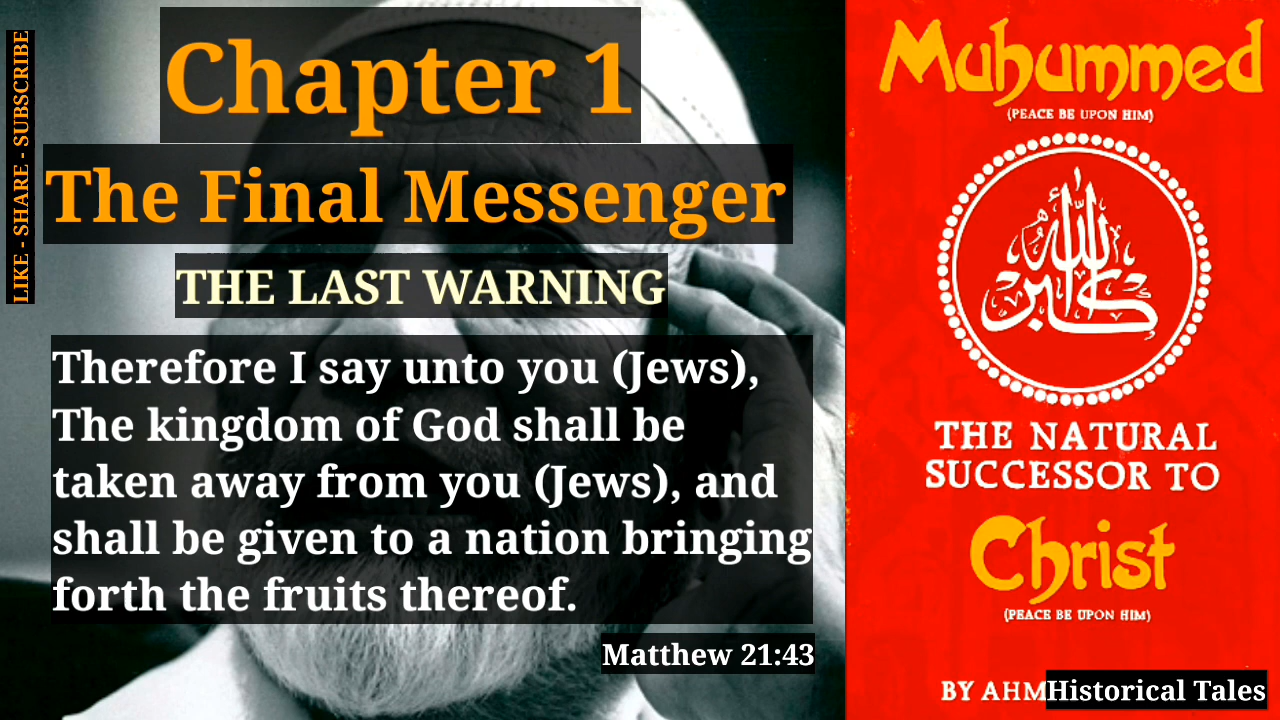 LIKE - SHARE - SUBSCRIBE
Chapter 1
The Final Messenger
THE LAST WARNING
Therefore I say unto you (Jews),
The kingdom of God shall be
taken away from you (Jews), and
shall be given to a nation bringing
forth the fruits thereof.
Matthew 21:43
Muhummed
(PEACE BE UPON HIM)
الله أكبر
THE NATURAL
SUCCESSOR TO
Christ
(PEACE BE UPON HIM)
BY AHM
Historical Tales